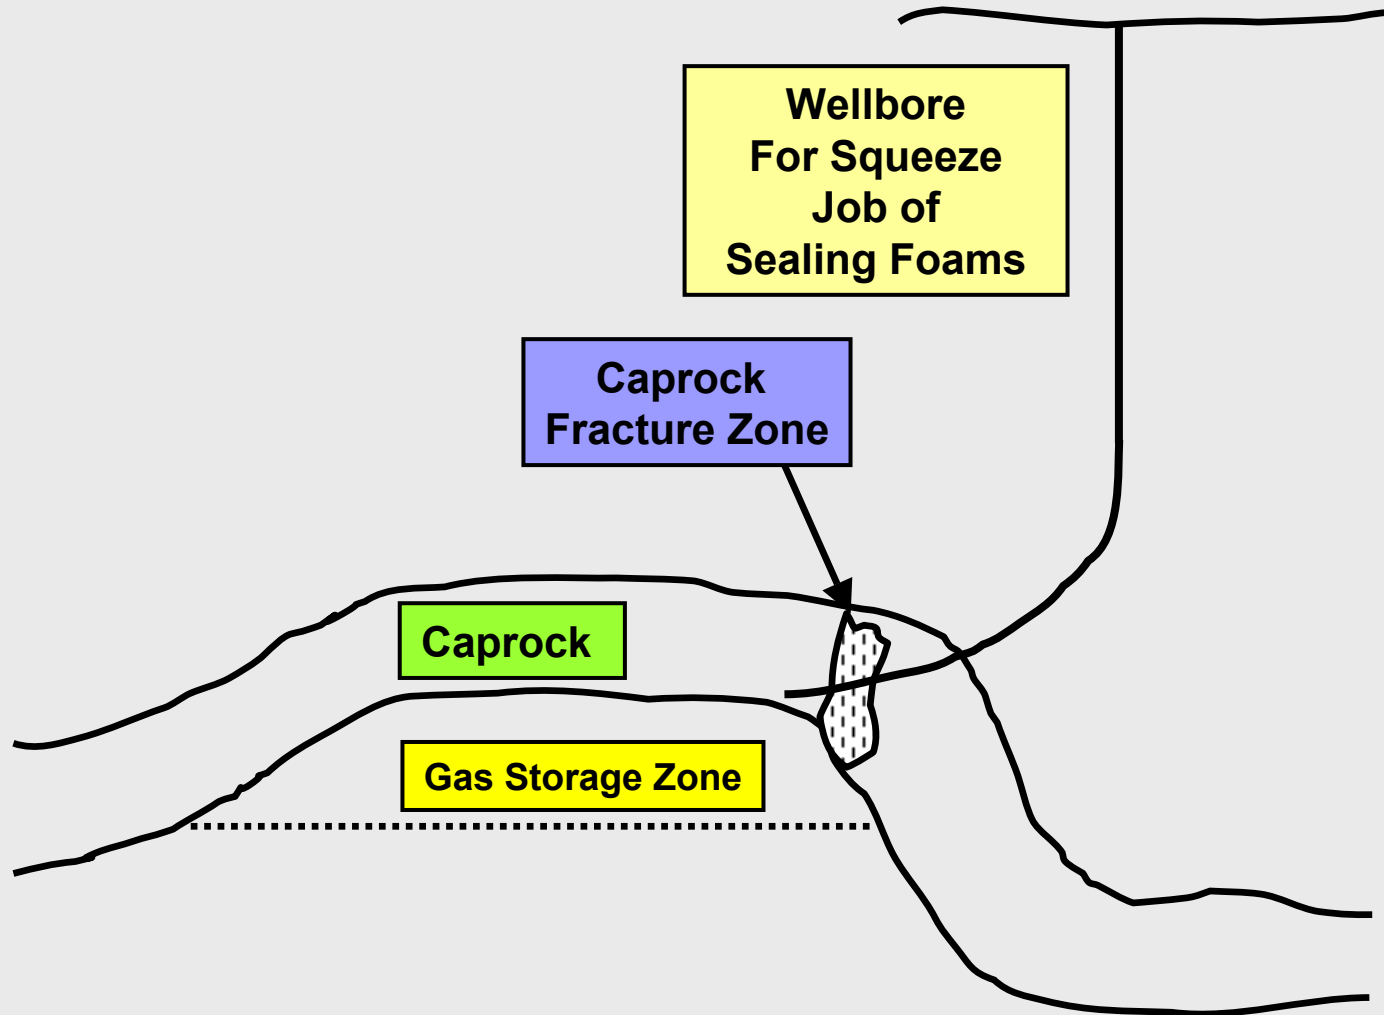 Wellbore
For Squeeze
Job of
Sealing Foams
Caprock
Fracture Zone
Caprock
Gas Storage Zone